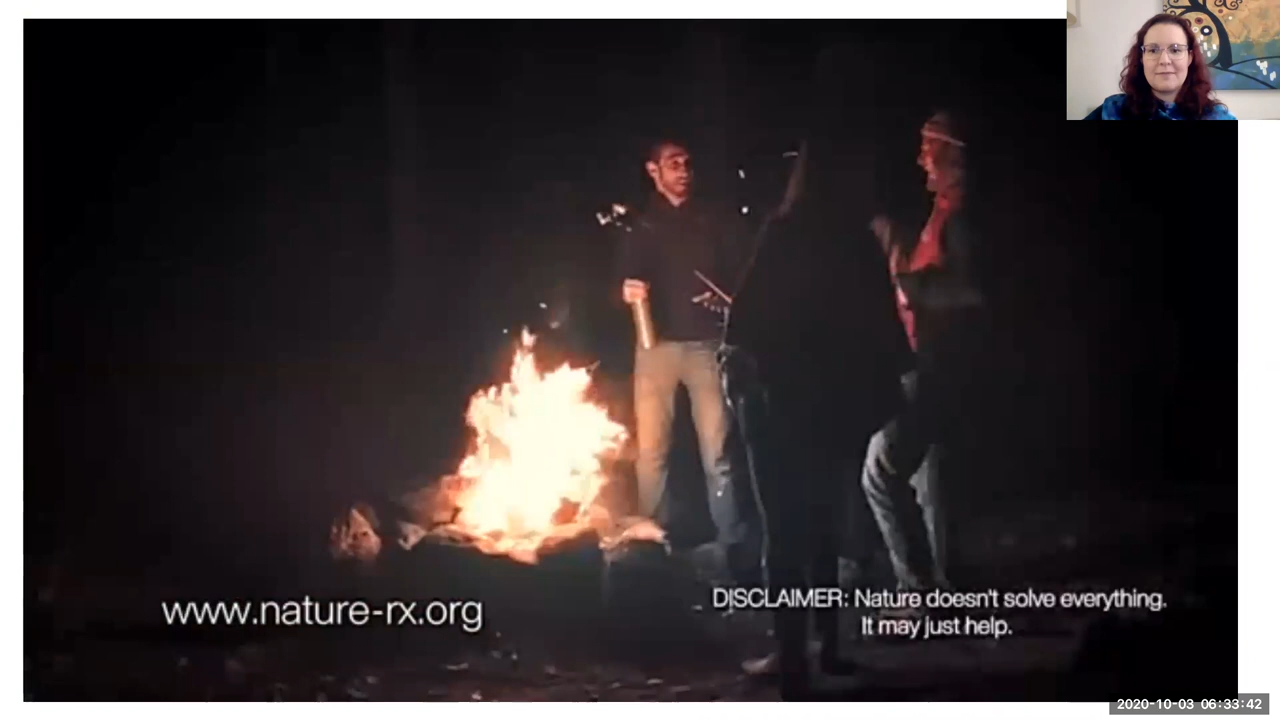 www.nature-rx.org
DISCLAIMER: Nature doesn't solve everything.
It may just help.
2020-10-03 06:33:42